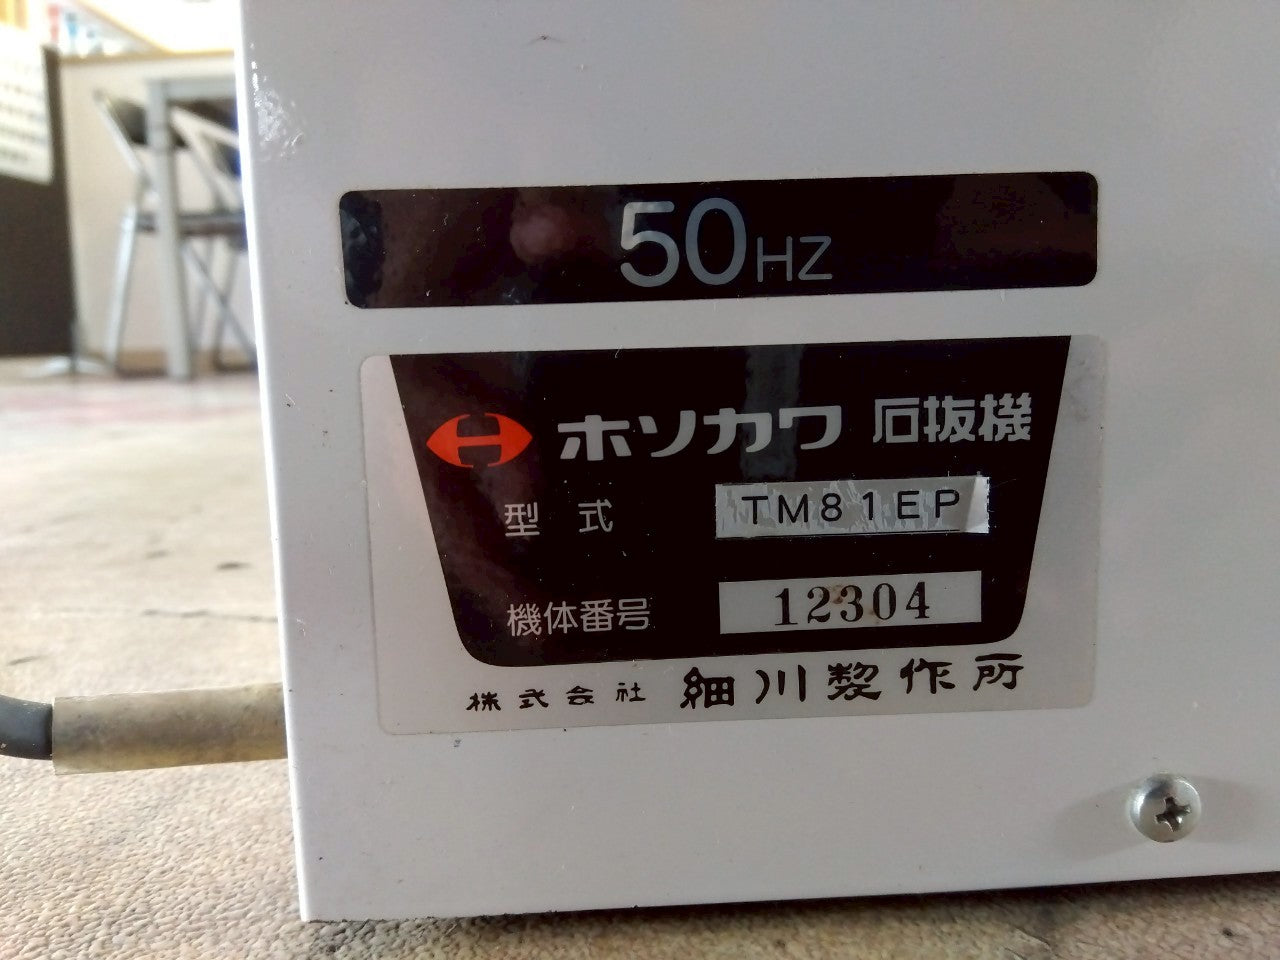 50HZ
ホソカワ 石抜機
型式 TM81EP
機体番号 12304
株式会社 細川製作所